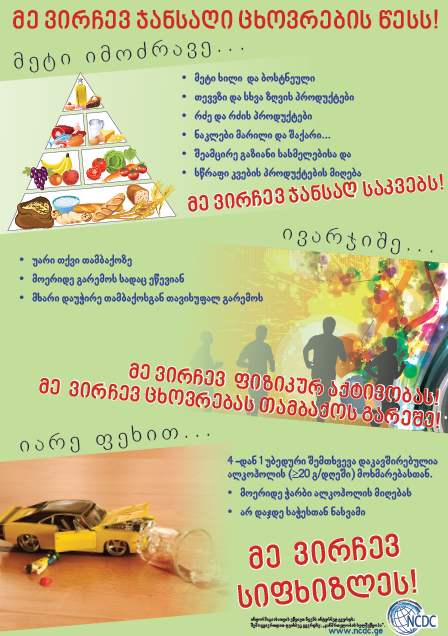 მე ვირჩევ ჯანსაღი ცხოვრების წესს!
მეტი იმოძრავე...
• მეტი ხილი და ბოსტნეული
• თევზი და სხვა ზღვის პროდუქტები
• რძე და რძის პროდუქტები
• ნაკლები მარილი და შაქარი...
• შეამცირე გაზიანი სასმელებისა და
• სწრაფი კვების პროდუქტების მიღება
მე ვირჩევ ჯანსაღ საკვებს!
ივარჯიშე...
• უარი თქვი თამბაქოზე
• მოერიდე გარემოს სადაც ეწევიან
• მხარი დაუჭირე თამბაქოსგან თავისუფალ გარემოს
მე ვირჩევ ფიზიკურ აქტივობას!
მე ვირჩევ ცხოვრებას თამბაქოს გარეშე!
იარე ფეხით...
4 –დან 1 უბედური შემთხვევა დაკავშირებულია
ალკოჰოლის (≥20 გ/დღეში) მოხმარებასთან.
• მოერიდე ჭარბი ალკოჰოლის მიღებას
• არ დაჯდე საჭესთან ნასვამი
მე ვირჩევ
სიფხიზლეს!
www.ncdc.ge
NCDC